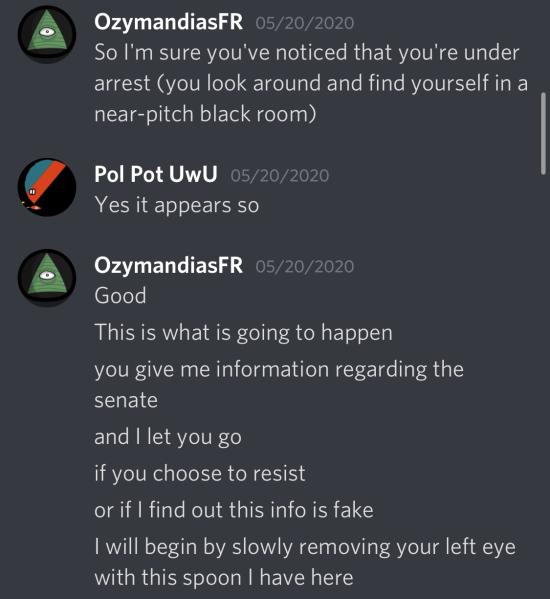 OzymandiasFR 05/20/2020
So I'm sure you've noticed that you're under
arrest (you look around and find yourself in a
near-pitch black room)
Pol Pot UwU 05/20/2020
Yes it appears so
OzymandiasFR 05/20/2020
Good
This is what is going to happen
you give me information regarding the
senate
and I let you go
if you choose to resist
or if I find out this info is fake
I will begin by slowly removing your left eye
with this spoon I have here